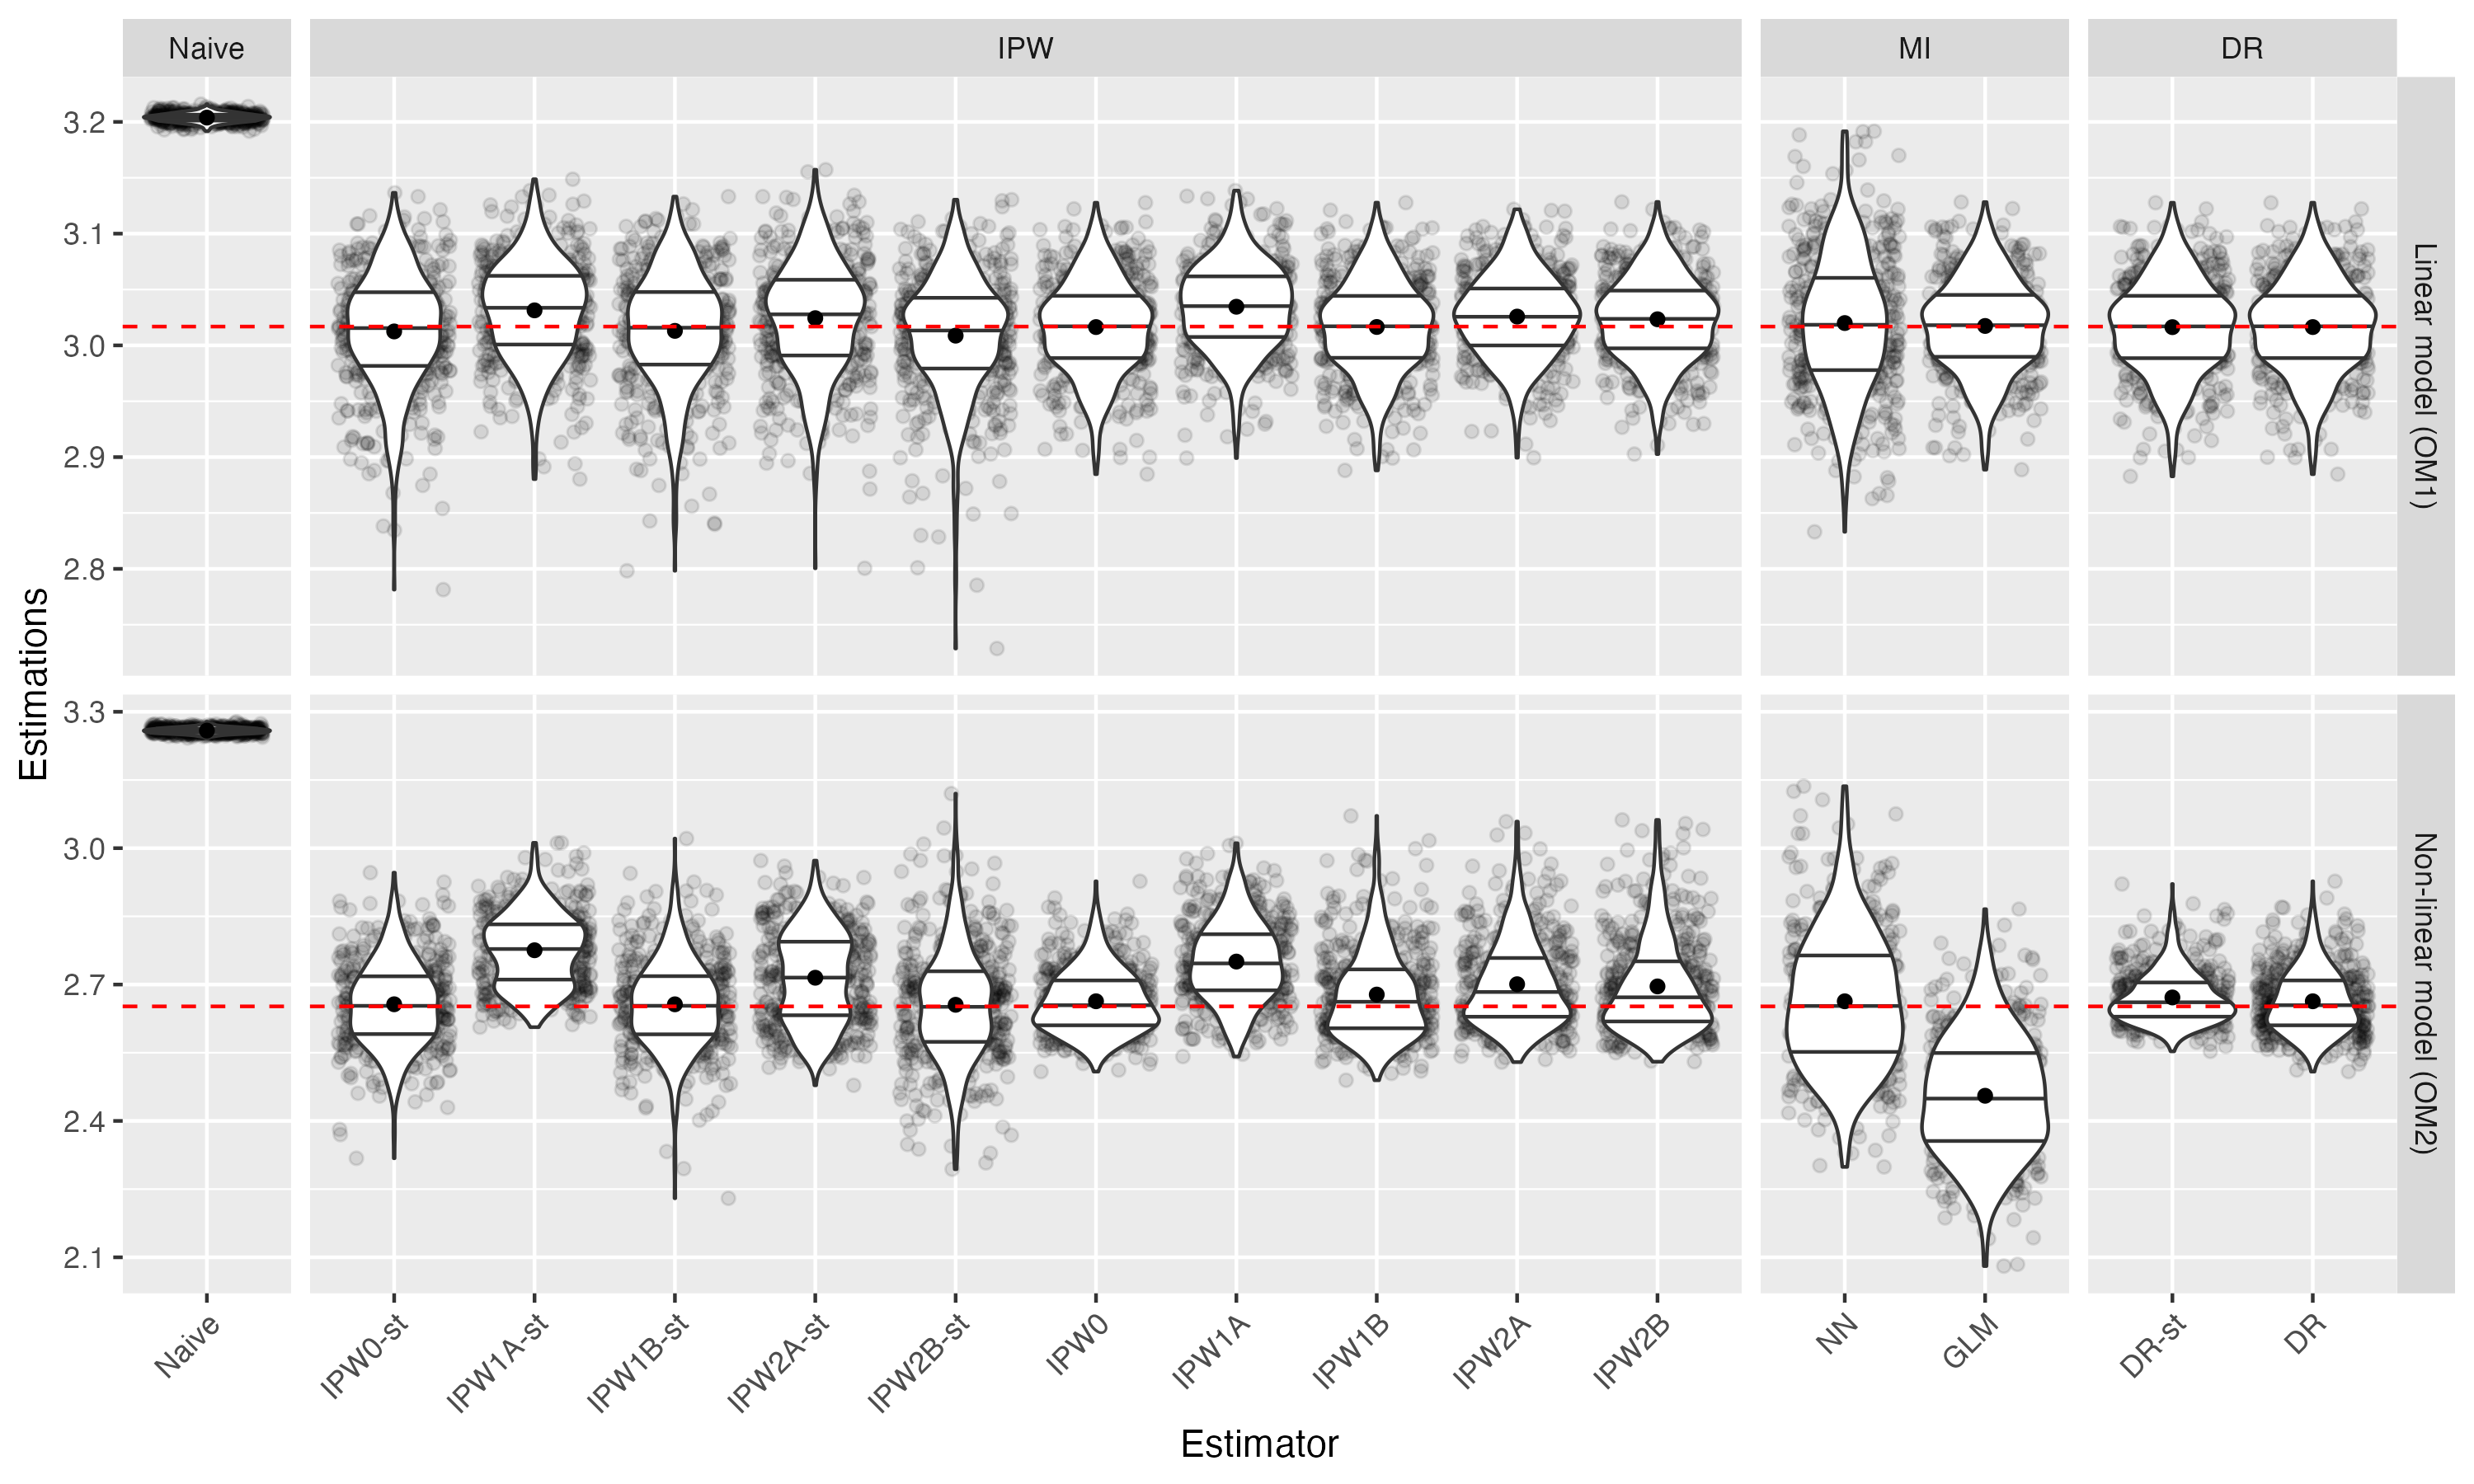 Naive
IPW
MI
DR
Estimations
3.2
3.1
3.0
2.9
2.8
Linear model (OM1)
3.3
3.0
2.7
2.4
2.1
Non-linear model (OM2)
Naive
IPW0-st
IPW1A-st
IPW1B-st
IPW2A-st
IPW2B-st
IPW0
IPW1A
IPW1B
IPW2A
IPW2B
NN
GLM
DR-st
DR
Estimator